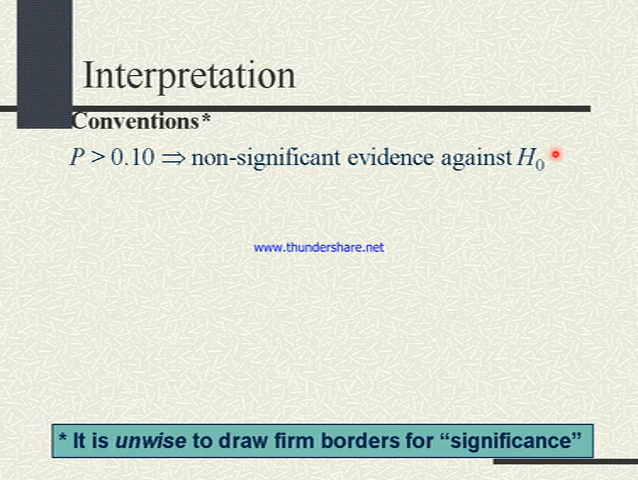 Interpretation
Conventions*
P > 0.10 ⇒ non-significant evidence against H₀
www.thundershare.net
* It is unwise to draw firm borders for “significance”